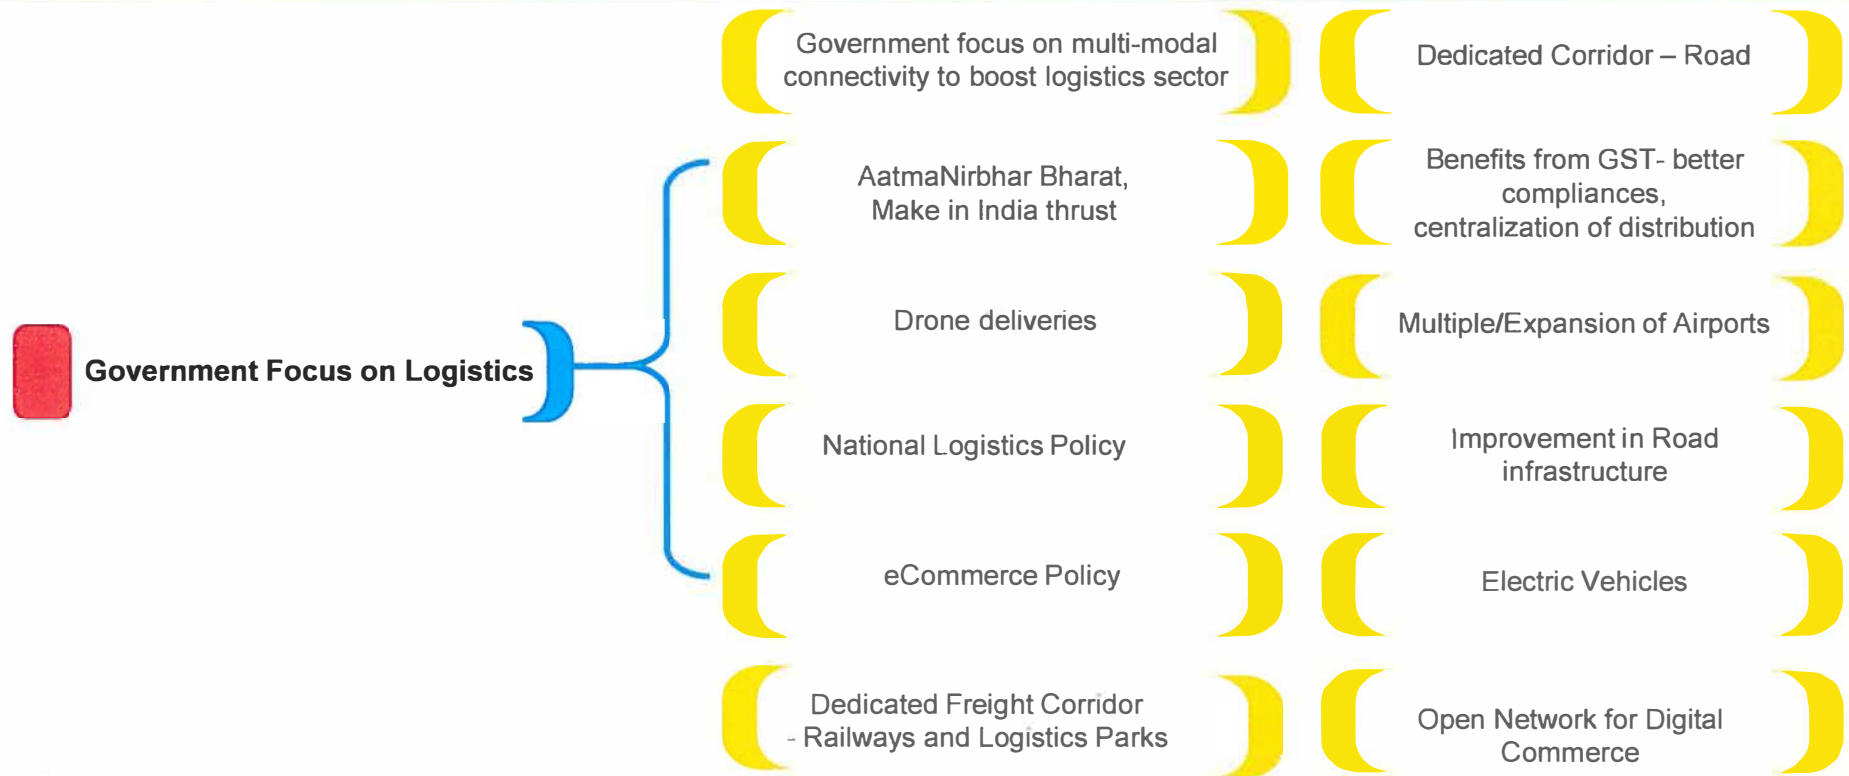 Government focus on multi-modal
connectivity to boost logistics sector
Dedicated Corridor – Road
AatmaNirbhar Bharat,
Make in India thrust
Benefits from GST- better
compliances,
centralization of distribution
Drone deliveries
Multiple/Expansion of Airports
Government Focus on Logistics
National Logistics Policy
Improvement in Road
infrastructure
eCommerce Policy
Electric Vehicles
Dedicated Freight Corridor
- Railways and Logistics Parks
Open Network for Digital
Commerce